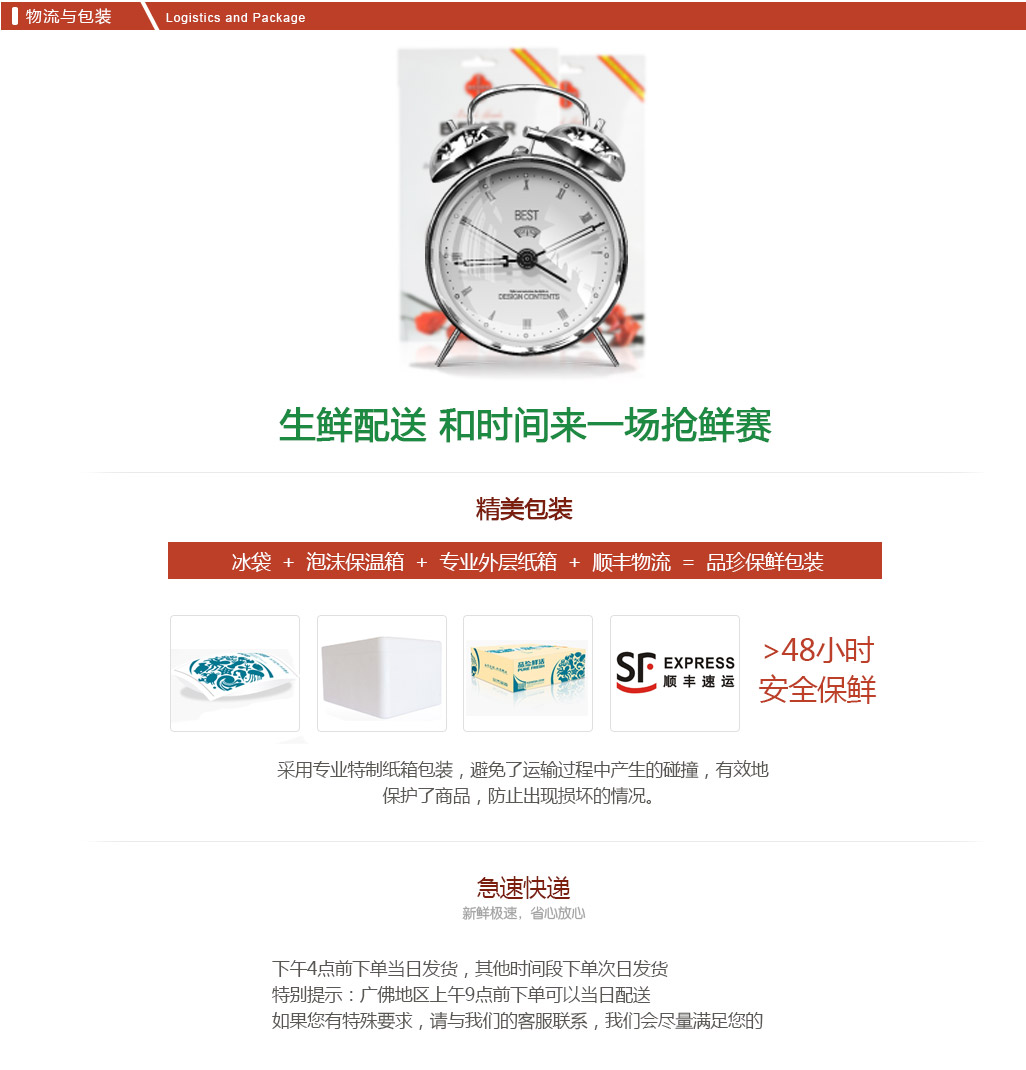 物流与包装
Logistics and Package
BEST
DESIGN CONTENTS
生鲜配送 和时间来一场抢鲜赛
精美包装
冰袋 + 泡沫保温箱 + 专业外层纸箱 + 顺丰物流 = 品珍保鲜包装
品珍鲜活
PURE FRESH
SF EXPRESS
顺丰速运
>48小时
安全保鲜
采用专业特制纸箱包装，避免了运输过程中产生的碰撞，有效地
保护了商品，防止出现损坏的情况。
急速快递
新鲜极速，省心放心
下午4点前下单当日发货，其他时间段下单次日发货
特别提示：广佛地区上午9点前下单可以当日配送
如果您有特殊要求，请与我们的客服联系，我们会尽量满足您的